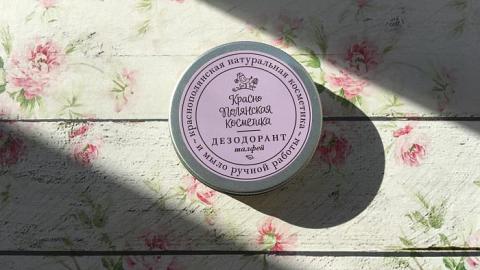 ~ краснополянская натуральная косметика ~
Красно
Полянская
косметика
ДЕЗОДОРАНТ
шалфей
и мыло ручной работы